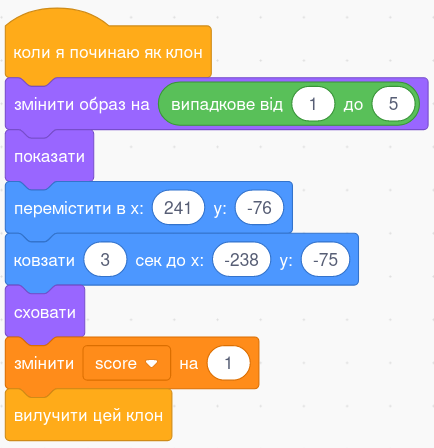 коли я починаю як клон
змінити образ на випадкове від 1 до 5
показати
перемістити в x: 241 y: -76
ковзати 3 сек до x: -238 y: -75
сховати
змінити score на 1
вилучити цей клон